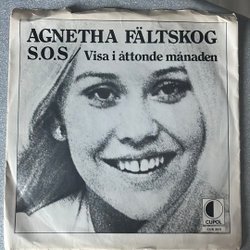 AGNETHA FÄLTSKOG
S.O.S Visa i åttonde månaden
CUPOL